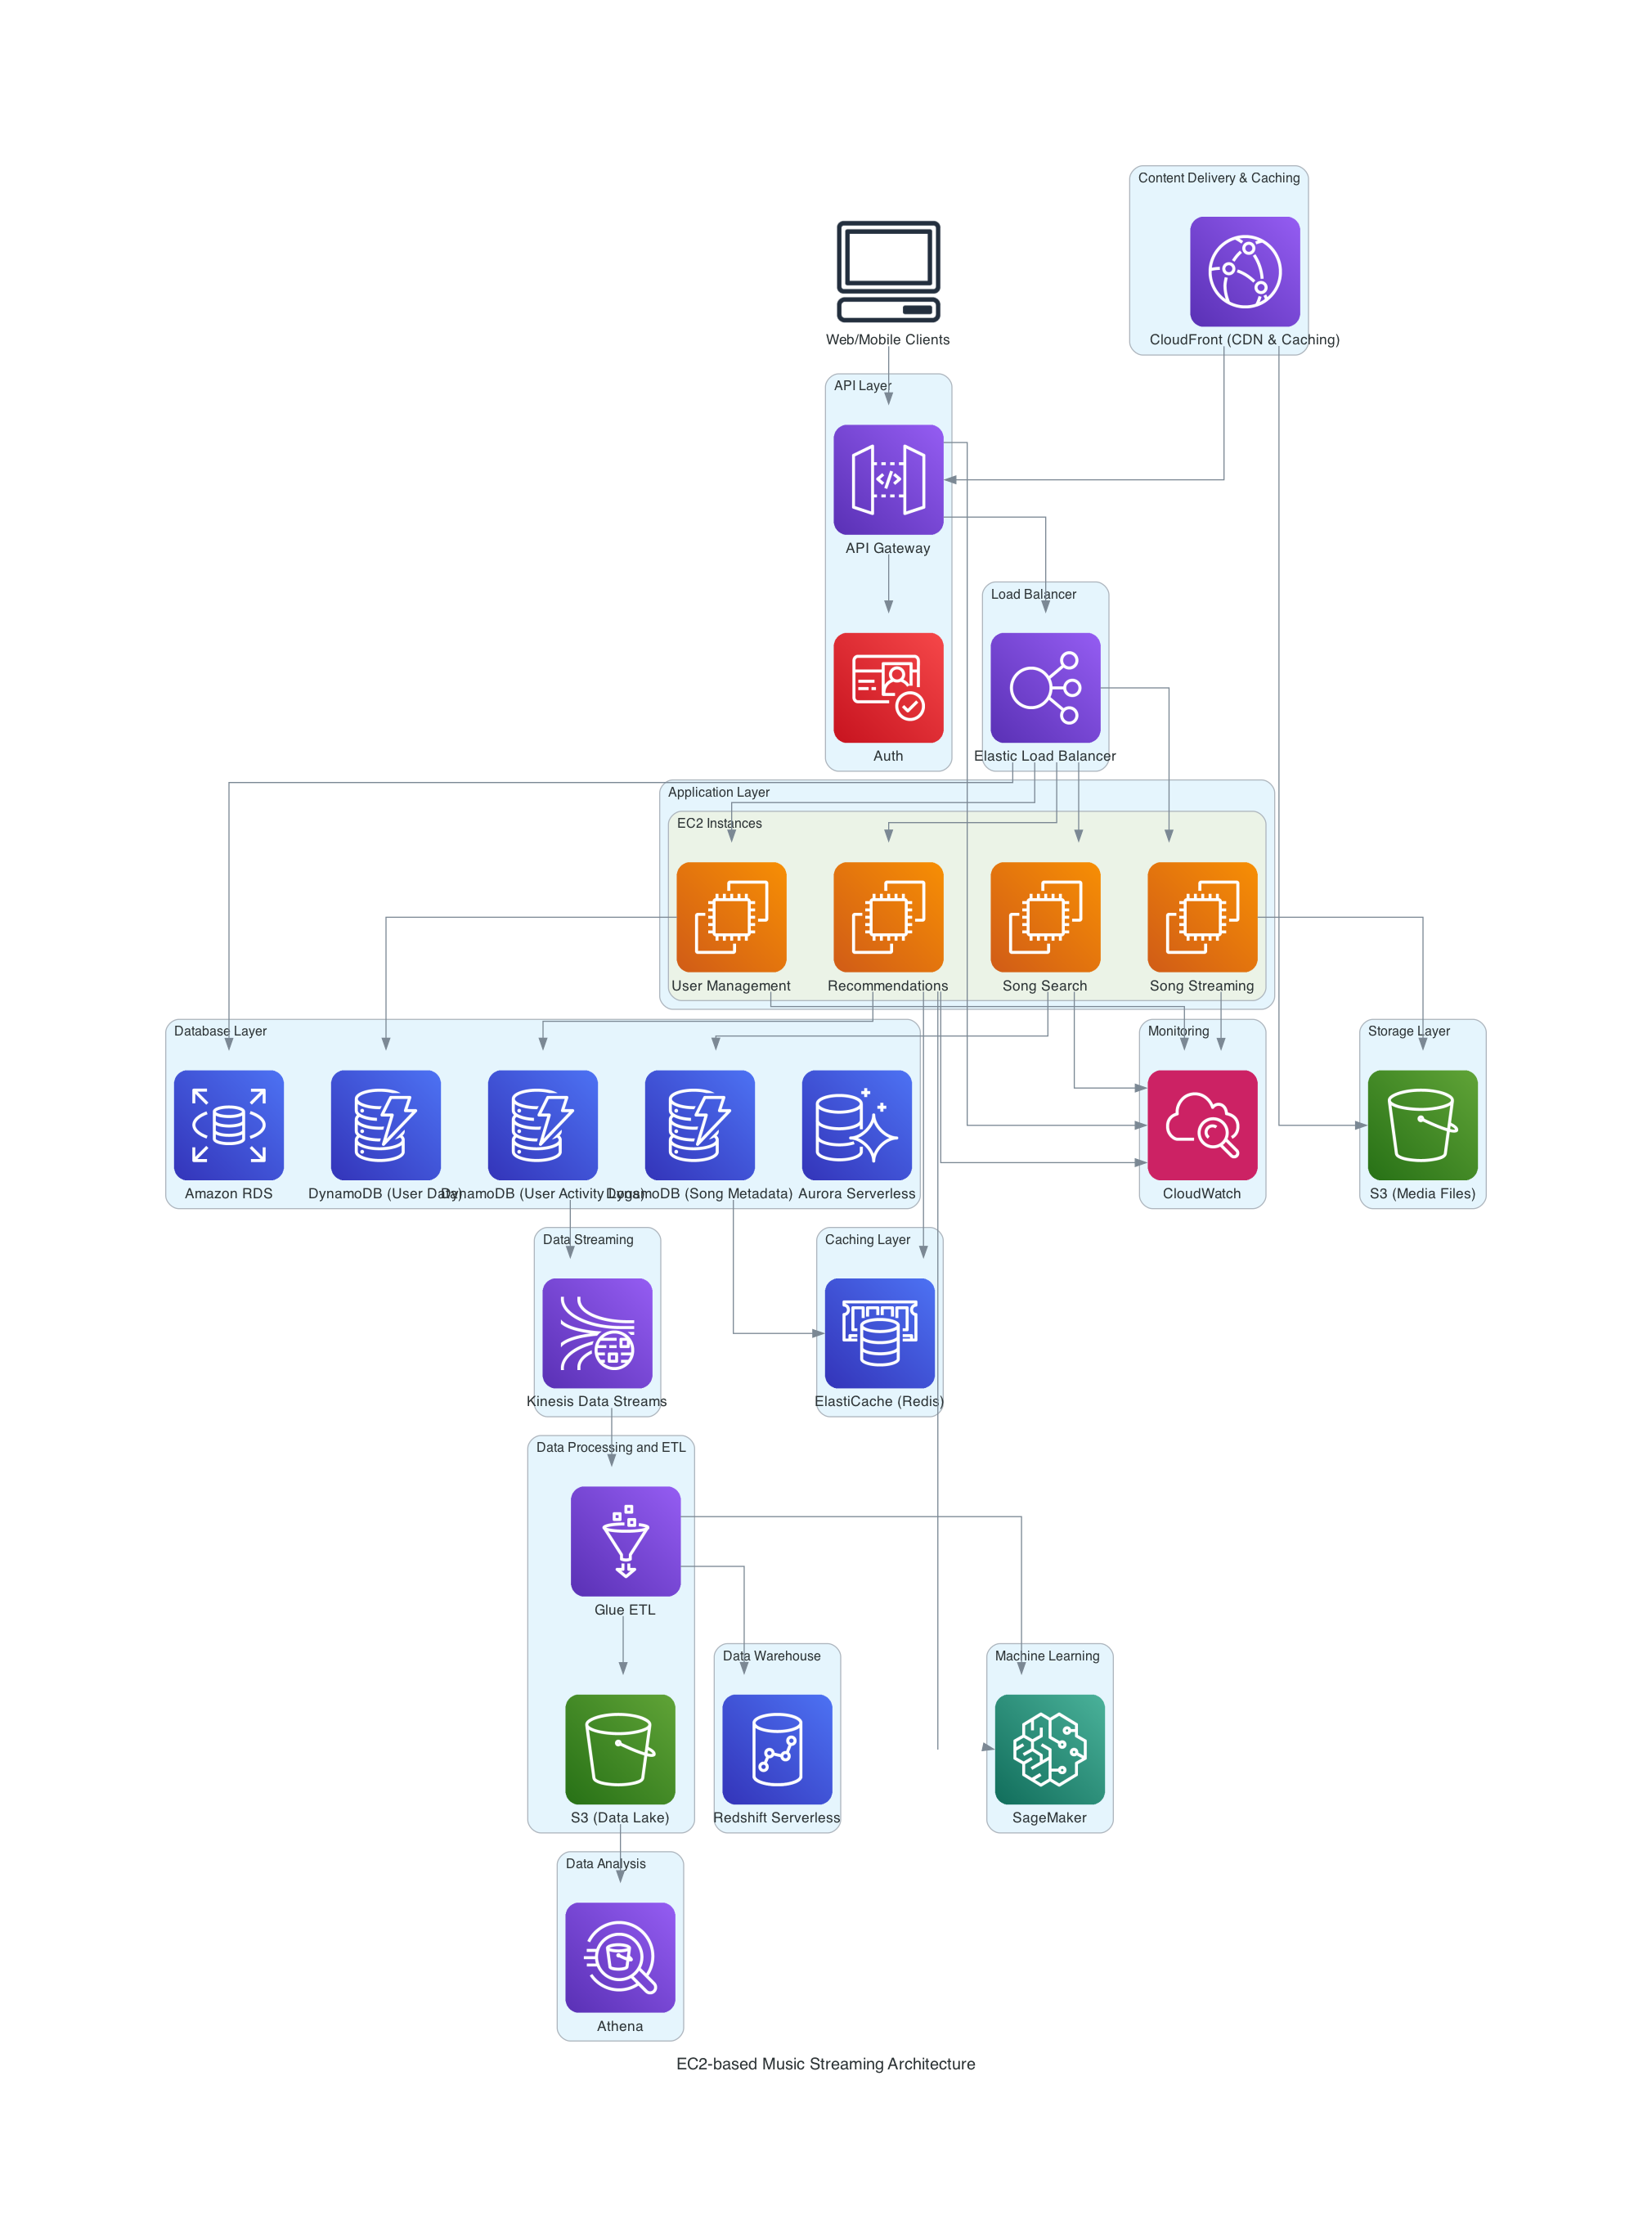 Content Delivery & Caching
CloudFront (CDN & Caching)
Web/Mobile Clients
API Layer
API Gateway
Auth
Load Balancer
Elastic Load Balancer
Application Layer
EC2 Instances
User Management
Recommendations
Song Search
Song Streaming
Database Layer
Amazon RDS
DynamoDB (User Data)
DynamoDB (User Activity Logs)
DynamoDB (Song Metadata)
Aurora Serverless
Monitoring
CloudWatch
Storage Layer
S3 (Media Files)
Data Streaming
Kinesis Data Streams
Caching Layer
ElastiCache (Redis)
Data Processing and ETL
Glue ETL
S3 (Data Lake)
Data Warehouse
Redshift Serverless
Machine Learning
SageMaker
Data Analysis
Athena
EC2-based Music Streaming Architecture